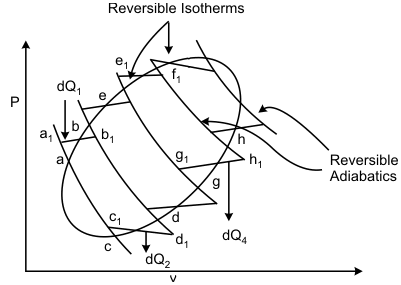 Reversible Isotherms
e1
f1
dQ1
e
P
a1
b
b1
h
a
g1
h1
Reversible
Adiabatics
g
c1
d
c
d1
dQ4
dQ2
V